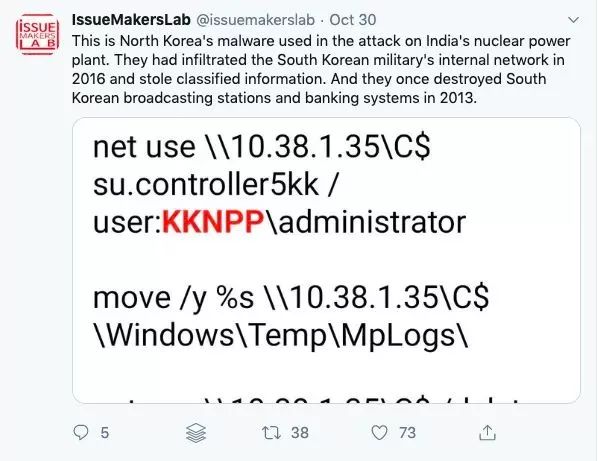 ISSUE
MAKERS
LAB
IssueMakersLab @issuemakerslab · Oct 30
This is North Korea's malware used in the attack on India's nuclear power
plant. They had infiltrated the South Korean military's internal network in
2016 and stole classified information. And they once destroyed South
Korean broadcasting stations and banking systems in 2013.
net use \\10.38.1.35\C$
su.controller5kk /
user:KKNPP\administrator
move /y %s \\10.38.1.35\C$
\Windows\Temp\MpLogs\
5 38 73